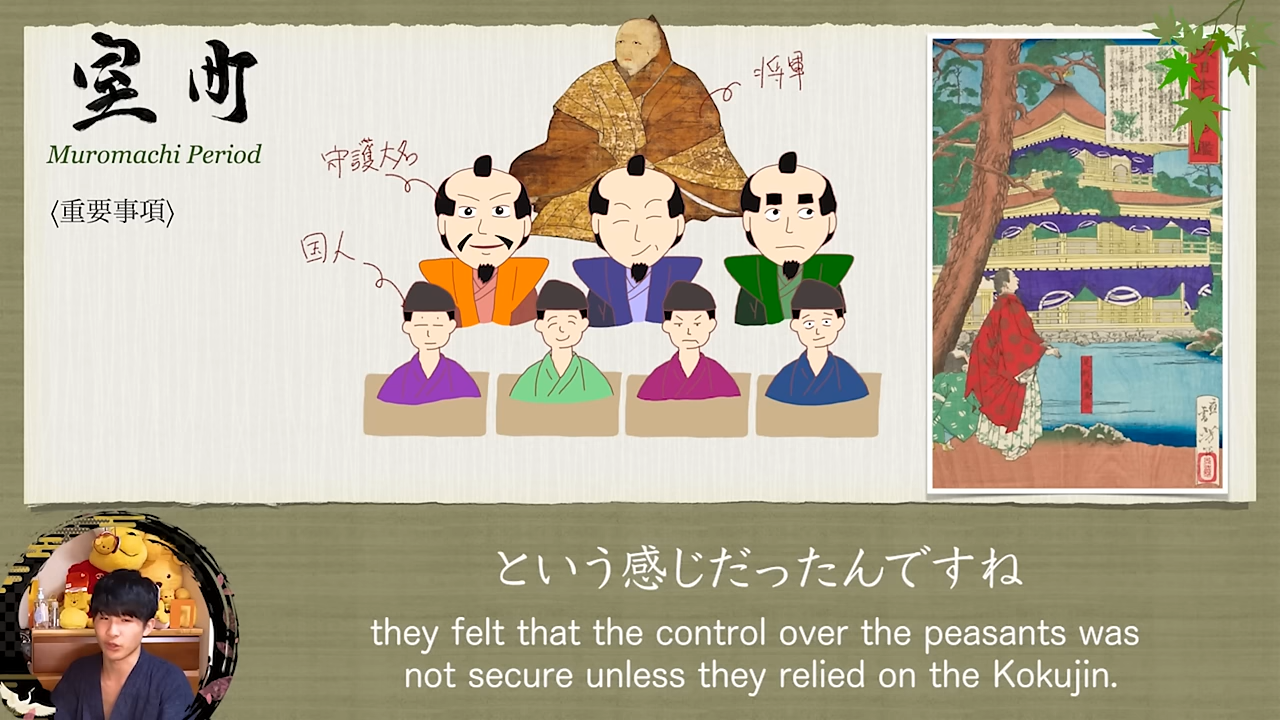 室町
Muromachi Period
〈重要事項〉
将軍
守護大名
国人
という感じだったんですね
they felt that the control over the peasants was
not secure unless they relied on the Kokujin.